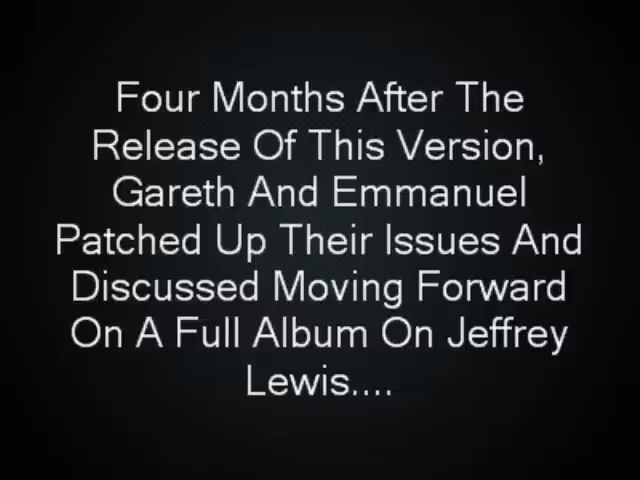 Four Months After The
Release Of This Version,
Gareth And Emmanuel
Patched Up Their Issues And
Discussed Moving Forward
On A Full Album On Jeffrey
Lewis....